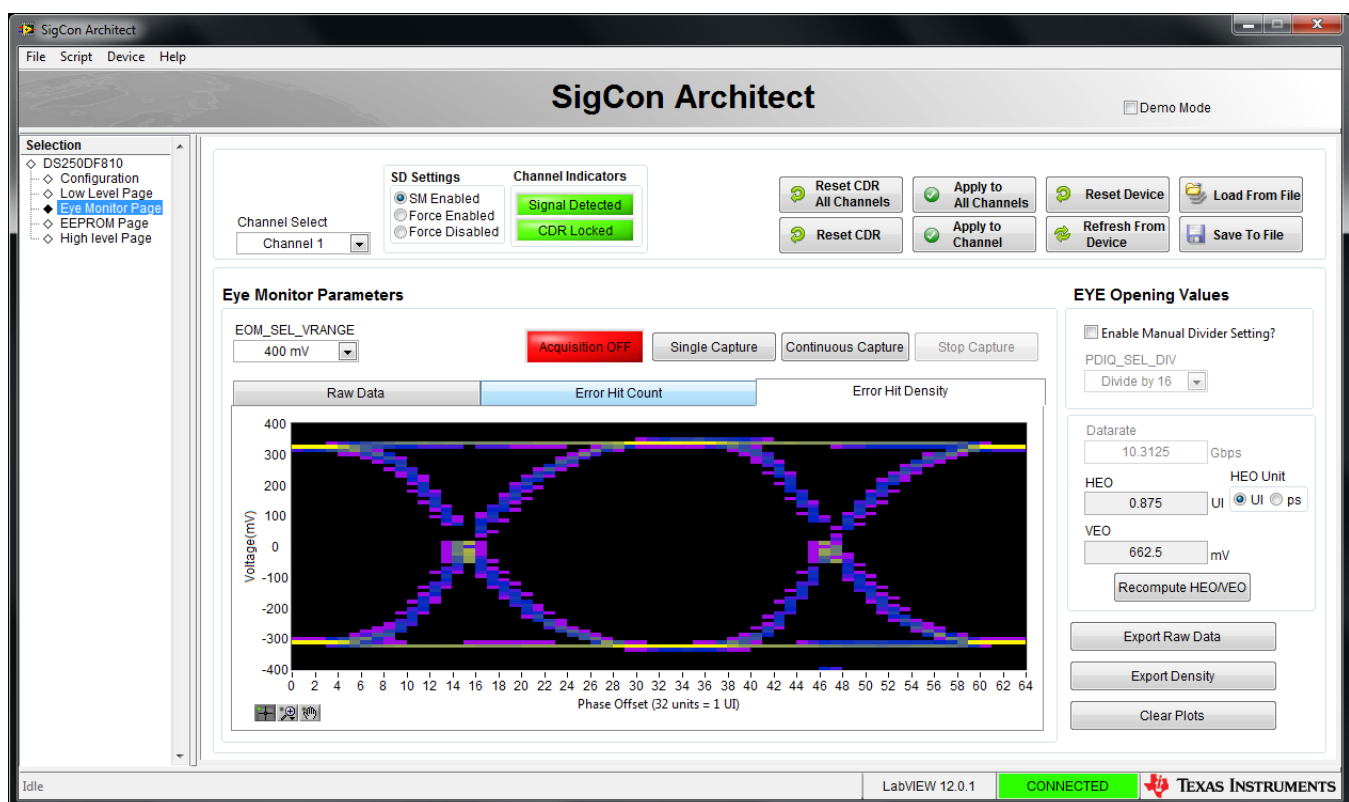 SigCon Architect
File Script Device Help
SigCon Architect
Demo Mode
Selection
DS250DF810
Configuration
Low Level Page
Eye Monitor Page
EEPROM Page
High level Page
Channel Select
Channel 1
SD Settings
SM Enabled
Force Enabled
Force Disabled
Channel Indicators
Signal Detected
CDR Locked
Reset CDR
All Channels
Apply to
All Channels
Reset Device
Load From File
Reset CDR
Apply to
Channel
Refresh From
Device
Save To File
Eye Monitor Parameters
EOM_SEL_VRANGE
400 mV
Acquisition OFF
Single Capture
Continuous Capture
Stop Capture
Raw Data
Error Hit Count
Error Hit Density
Voltage(mV)
400
300
200
100
0
-100
-200
-300
-400
0 2 4 6 8 10 12 14 16 18 20 22 24 26 28 30 32 34 36 38 40 42 44 46 48 50 52 54 56 58 60 62 64
Phase Offset (32 units = 1 UI)
EYE Opening Values
Enable Manual Divider Setting?
PDIQ_SEL_DIV
Divide by 16
Datarate
10.3125 Gbps
HEO
0.875 UI
HEO Unit
UI ps
VEO
662.5 mV
Recompute HEO/VEO
Export Raw Data
Export Density
Clear Plots
Idle
LabVIEW 12.0.1
CONNECTED
TEXAS INSTRUMENTS